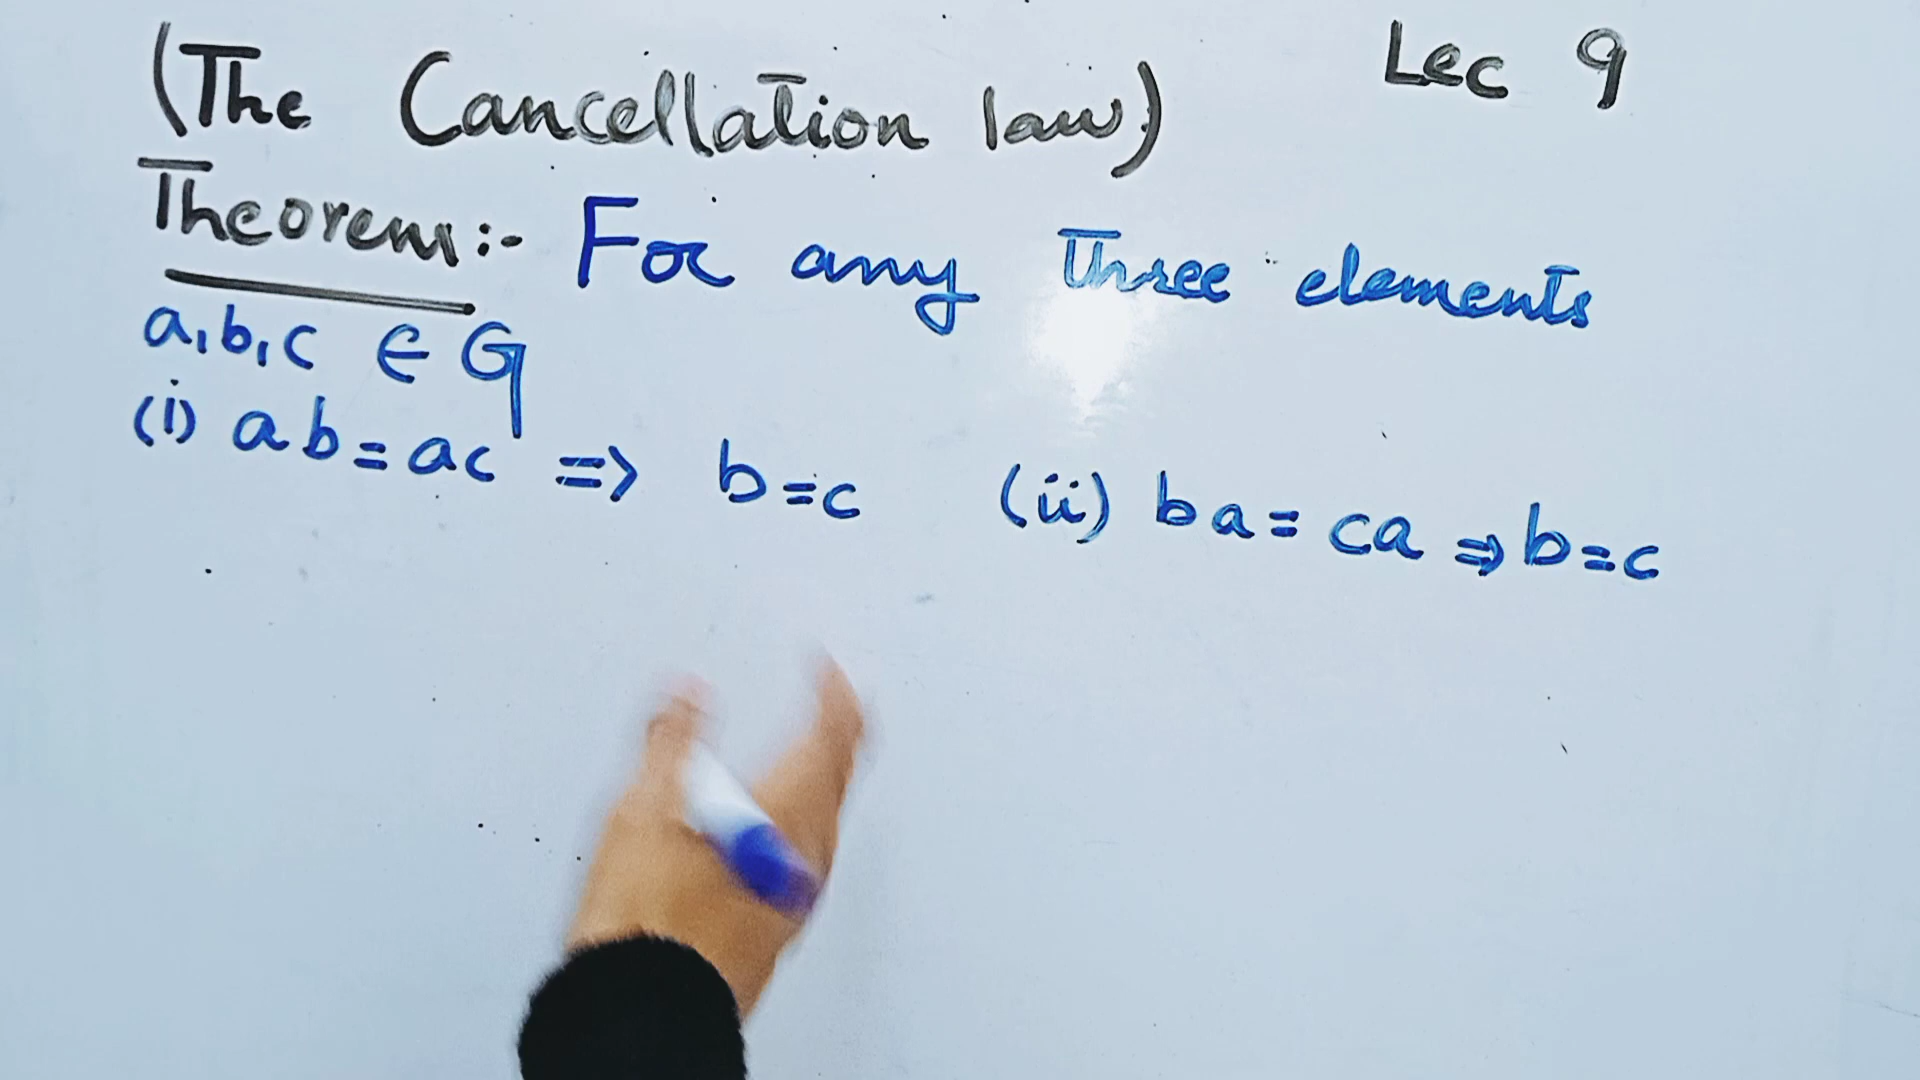 (The Cancellation law) Lec 9
Theorem:- For any three elements
a,b,c ∈ G
(i) ab=ac => b=c (ii) ba=ca => b=c